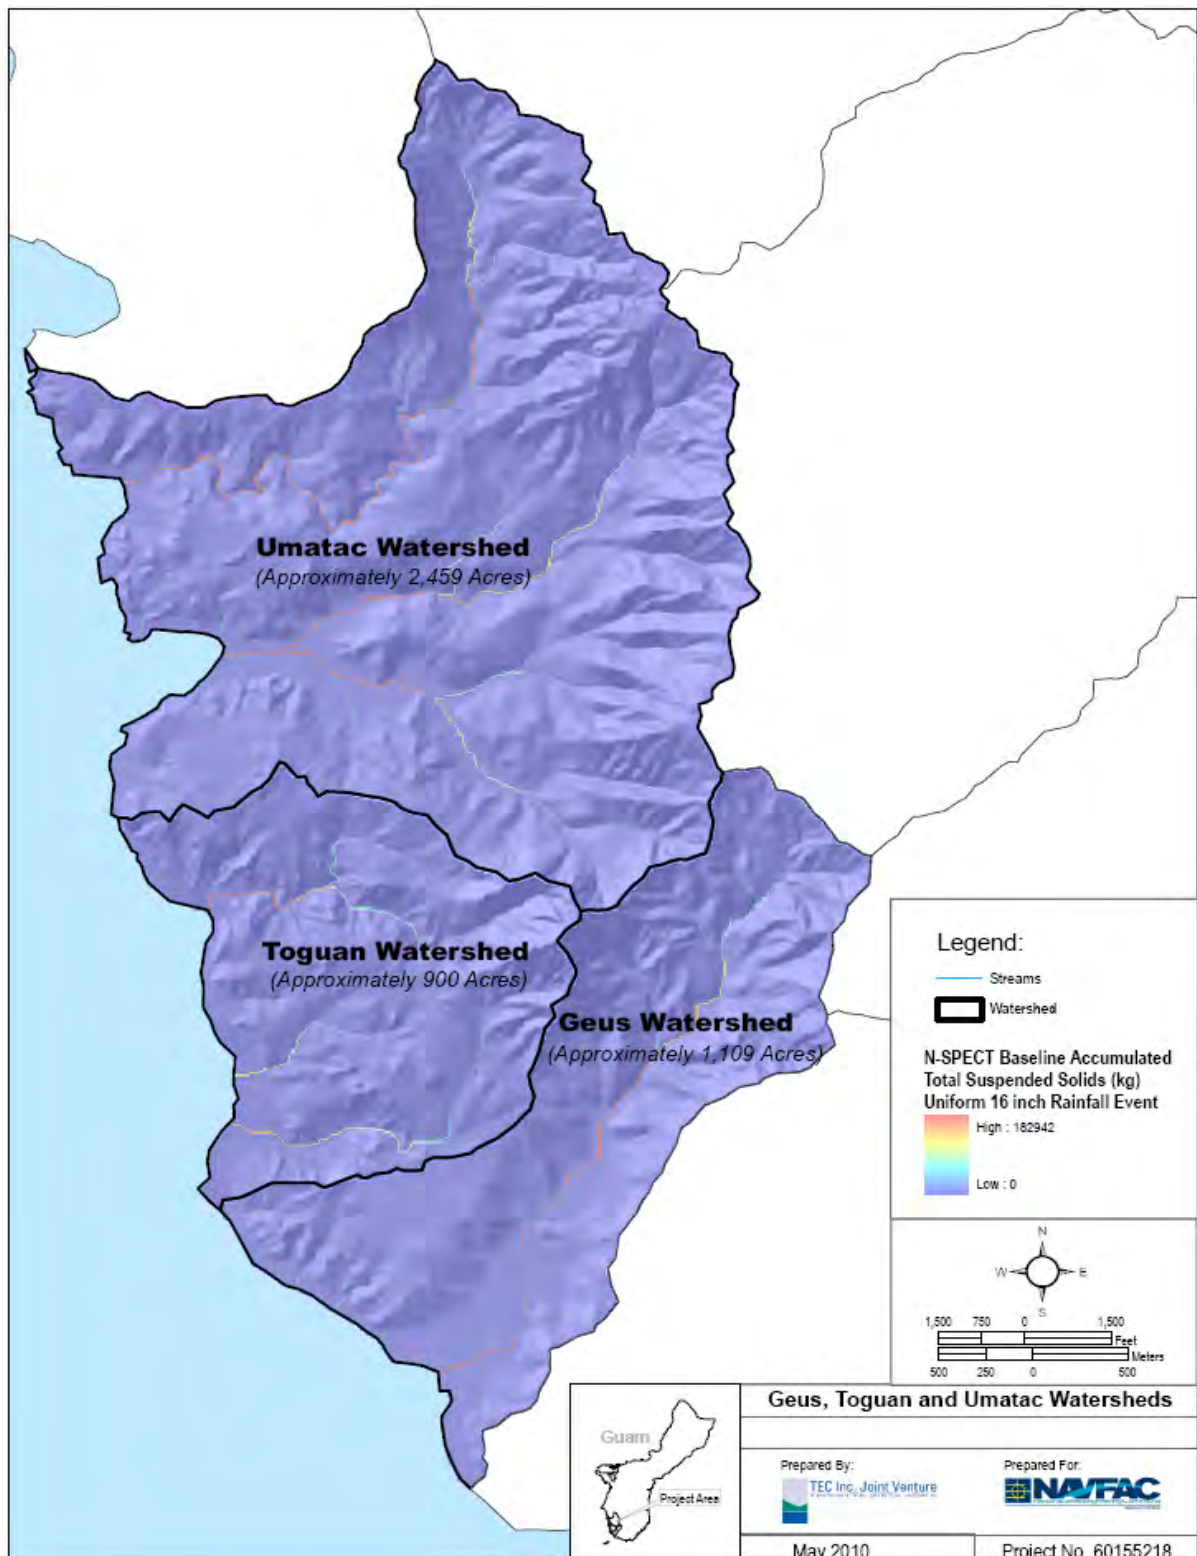 Umatac Watershed
(Approximately 2,459 Acres)
Toguan Watershed
(Approximately 900 Acres)
Geus Watershed
(Approximately 1,109 Acres)
Legend:
Streams
Watershed
N-SPECT Baseline Accumulated
Total Suspended Solids (kg)
Uniform 16 inch Rainfall Event
High : 182942
Low : 0
N
W E
S
1,500 750 0 1,500
Feet
Meters
500 250 0 500
Geus, Toguan and Umatac Watersheds
Guam
Project Area
Prepared By:
TEC Inc. Joint Venture
Prepared For:
NAVFAC
May 2010
Project No. 60155218